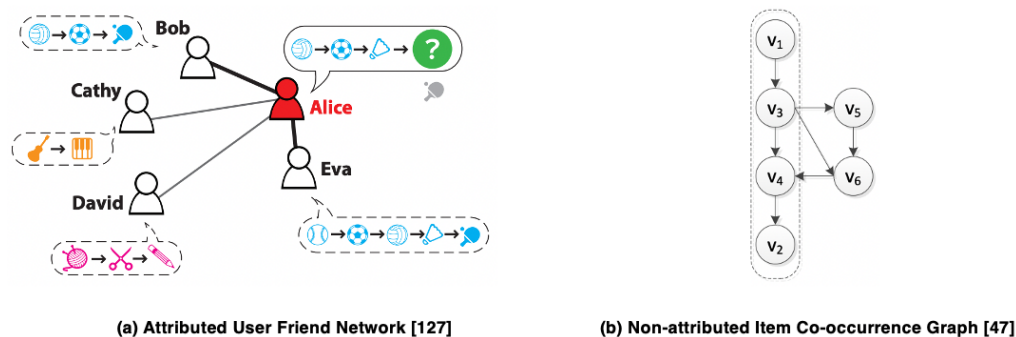 Bob
?
Cathy
Alice
Eva
David
(a) Attributed User Friend Network [127]
v1
v3
v5
v4
v6
v2
(b) Non-attributed Item Co-occurrence Graph [47]